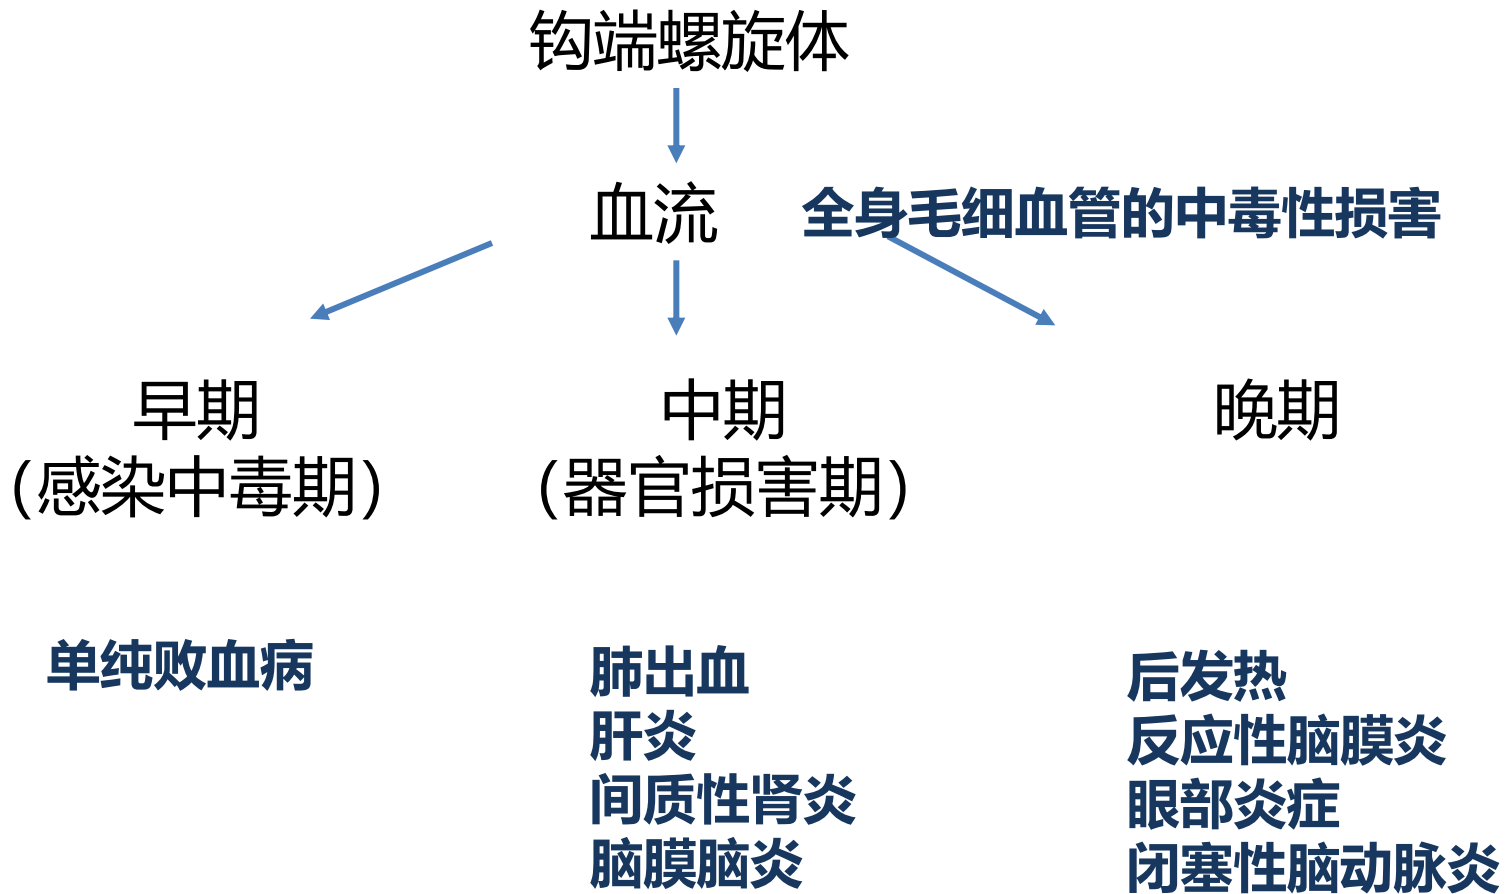 钩端螺旋体
血流
全身毛细血管的中毒性损害
早期
（感染中毒期）
中期
（器官损害期）
晚期
单纯败血病
肺出血
肝炎
间质性肾炎
脑膜脑炎
后发热
反应性脑膜炎
眼部炎症
闭塞性脑动脉炎